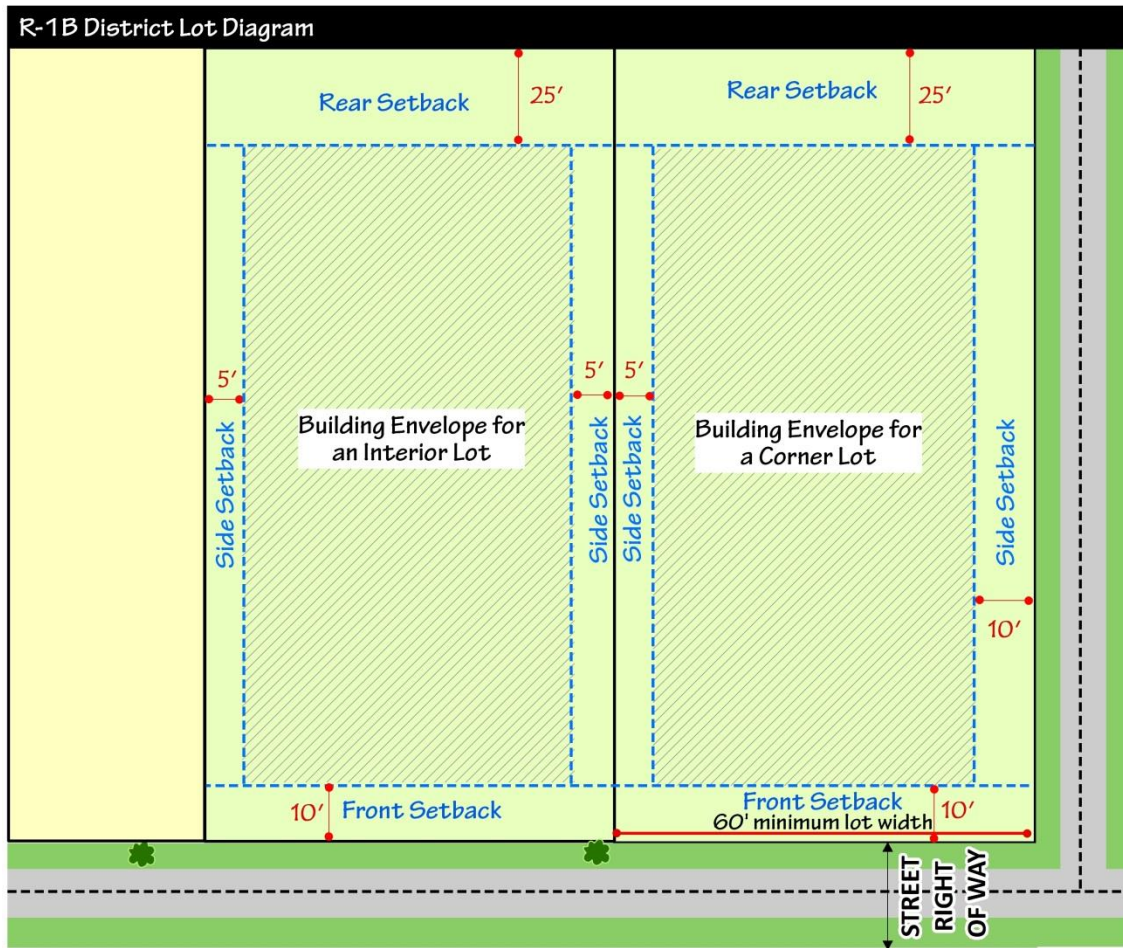 R-1B District Lot Diagram
Rear Setback
25'
Rear Setback
25'
5'
5'
5'
Building Envelope for
an Interior Lot
Building Envelope for
a Corner Lot
Side Setback
Side Setback
Side Setback
Side Setback
10'
10'
Front Setback
Front Setback
10'
60' minimum lot width
STREET
RIGHT
OF WAY